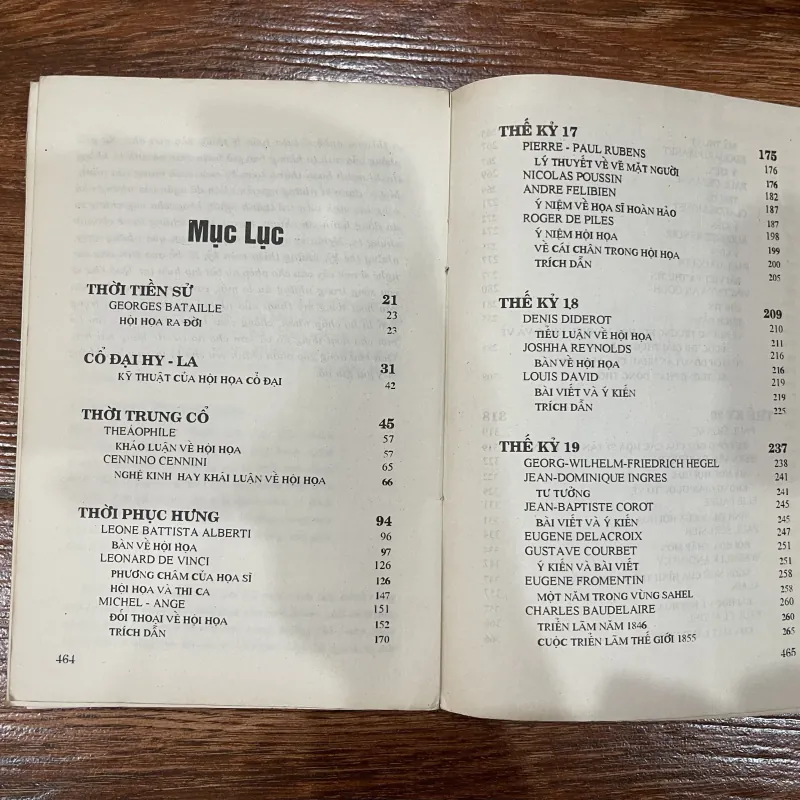 Mục Lục
THỜI TIỀN SỬ 21
GEORGES BATAILLE 23
HỘI HOA RA ĐỜI 23
CỔ ĐẠI HY - LA 31
KỸ THUẬT CỦA HỘI HỌA CỔ ĐẠI 42
THỜI TRUNG CỔ 45
THEÁOPHILE 57
KHẢO LUẬN VỀ HỘI HỌA 57
CENNINO CENNINI 65
NGHỆ KINH HAY KHÁI LUẬN VỀ HỘI HỌA 66
THỜI PHỤC HƯNG 94
LEONE BATTISTA ALBERTI 96
BÀN VỀ HỘI HỌA 97
LEONARD DE VINCI 126
PHƯƠNG CHÂM CỦA HỌA SĨ 126
HỘI HỌA VÀ THI CA 147
MICHEL - ANGE 151
ĐỐI THOẠI VỀ HỘI HỌA 152
TRÍCH DẪN 170
464
THẾ KỶ 17 175
PIERRE - PAUL RUBENS 176
LÝ THUYẾT VỀ VẼ MẶT NGƯỜI 176
NICOLAS POUSSIN 182
ANDRE FELIBIEN 187
Ý NIỆM VỀ HỌA SĨ HOÀN HẢO 187
ROGER DE PILES 198
Ý NIỆM HỘI HỌA 199
VỀ CÁI CHÂN TRONG HỘI HỌA 200
TRÍCH DẪN 205
THẾ KỶ 18 209
DENIS DIDEROT 210
TIỂU LUẬN VỀ HỘI HỌA 211
JOSHHA REYNOLDS 216
BÀN VỀ HỘI HỌA 216
LOUIS DAVID 219
BÀI VIẾT VÀ Ý KIẾN 219
TRÍCH DẪN 225
THẾ KỶ 19 237
GEORG-WILHELM-FRIEDRICH HEGEL 238
JEAN-DOMINIQUE INGRES 241
TƯ TƯỞNG 241
JEAN-BAPTISTE COROT 245
BÀI VIẾT VÀ Ý KIẾN 245
EUGENE DELACROIX 247
GUSTAVE COURBET 251
Ý KIẾN VÀ BÀI VIẾT 251
EUGENE FROMENTIN 258
MỘT NĂM TRONG VÙNG SAHEL 258
CHARLES BAUDELAIRE 260
TRIỂN LÃM NĂM 1846 260
CUỘC TRIỂN LÃM THẾ GIỚI 1855 265
465